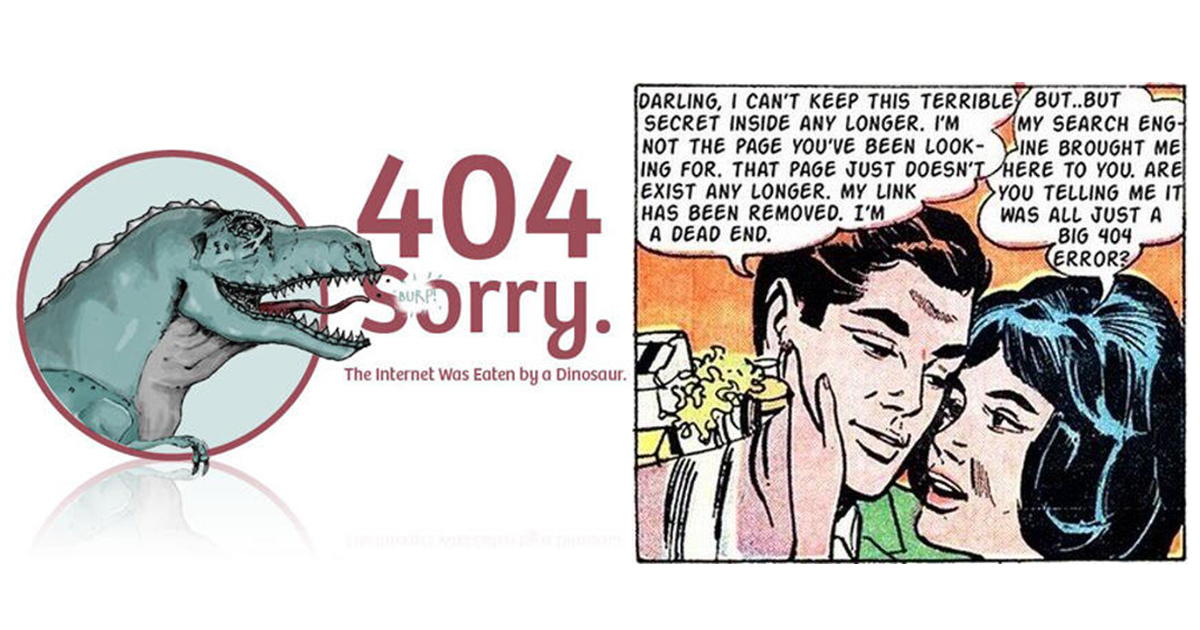 404
Sorry.
BURP!
The Internet Was Eaten by a Dinosaur.
DARLING, I CAN'T KEEP THIS TERRIBLE
SECRET INSIDE ANY LONGER. I'M
NOT THE PAGE YOU'VE BEEN LOOK-
ING FOR. THAT PAGE JUST DOESN'T
EXIST ANY LONGER. MY LINK
HAS BEEN REMOVED. I'M
A DEAD END.
BUT..BUT
MY SEARCH ENG-
INE BROUGHT ME
HERE TO YOU. ARE
YOU TELLING ME IT
WAS ALL JUST A
BIG 404
ERROR?